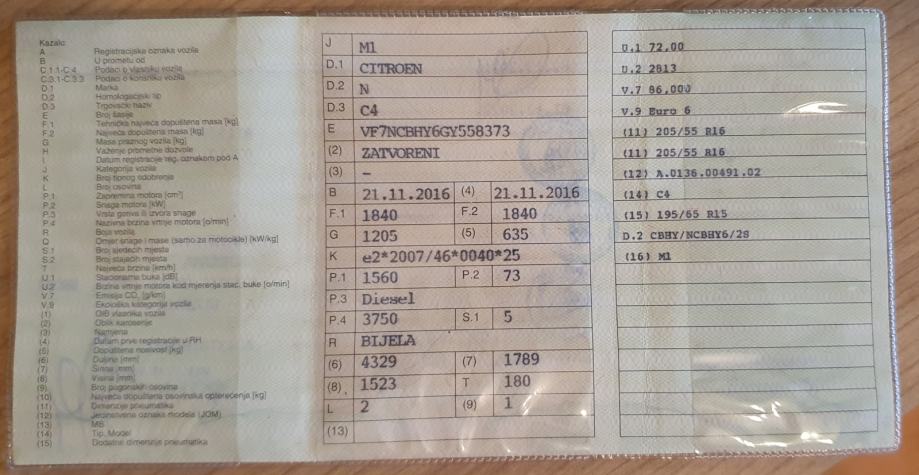 Kazalo:
A Registracijska oznaka vozila
B U prometu od
C.1.1-C.4 Podaci o vlasniku vozila
C.3.1-C.3.3 Podaci o korisniku vozila
D.1 Marka
D.2 Homologacijski tip
D.3 Trgovački naziv
E Broj šasije
F.1 Tehnička najveća dopuštena masa [kg]
F.2 Najveća dopuštena masa [kg]
G Masa praznog vozila [kg]
H Važenje prometne dozvole
I Datum registracije reg. oznakom pod A
J Kategorija vozila
K Broj tipnog odobrenja
L Broj osovina
P.1 Zapremina motora [cm³]
P.2 Snaga motora [kW]
P.3 Vrsta goriva ili izvora snage
P.4 Nazivna brzina vrtnje motora [o/min]
R Boja vozila
Q Omjer snage i mase (samo za motocikle) [kW/kg]
S.1 Broj sjedećih mjesta
S.2 Broj stajaćih mjesta
T Najveća brzina [km/h]
U.1 Stacionarna buka [dB]
U.2 Brzina vrtnje motora kod mjerenja stac. buke [o/min]
V.7 Emisija CO₂ [g/km]
V.9 Ekološka kategorija vozila
(1) OIB vlasnika vozila
(2) Oblik karoserije
(3) Namjena
(4) Datum prve registracije u RH
(5) Dopuštena nosivost [kg]
(6) Duljina [mm]
(7) Širina [mm]
(8) Visina [mm]
(9) Broj pogonskih osovina
(10) Najveće dopuštena osovinska opterećenja [kg]
(11) Dimenzije pneumatika
(12) Jedinstvena oznaka modela (JOM)
(13) MB
(14) Tip, Model
(15) Dodatne dimenzije pneumatika
J M1
D.1 CITROEN
D.2 N
D.3 C4
E VF7NCBHY6GY558373
(2) ZATVORENI
(3) –
B 21.11.2016 (4) 21.11.2016
F.1 1840 F.2 1840
G 1205 (5) 635
K e2*2007/46*0040*25
P.1 1560 P.2 73
P.3 Diesel
P.4 3750 S.1 5
R BIJELA
(6) 4329 (7) 1789
(8) 1523 T 180
L 2 (9) 1
(13)
U.1 72,00
U.2 2813
V.7 86,000
V.9 Euro 6
(11) 205/55 R16
(11) 205/55 R16
(12) A.0136.00491.02
(14) C4
(15) 195/65 R15
D.2 CBHY/NCBHY6/2S
(16) M1